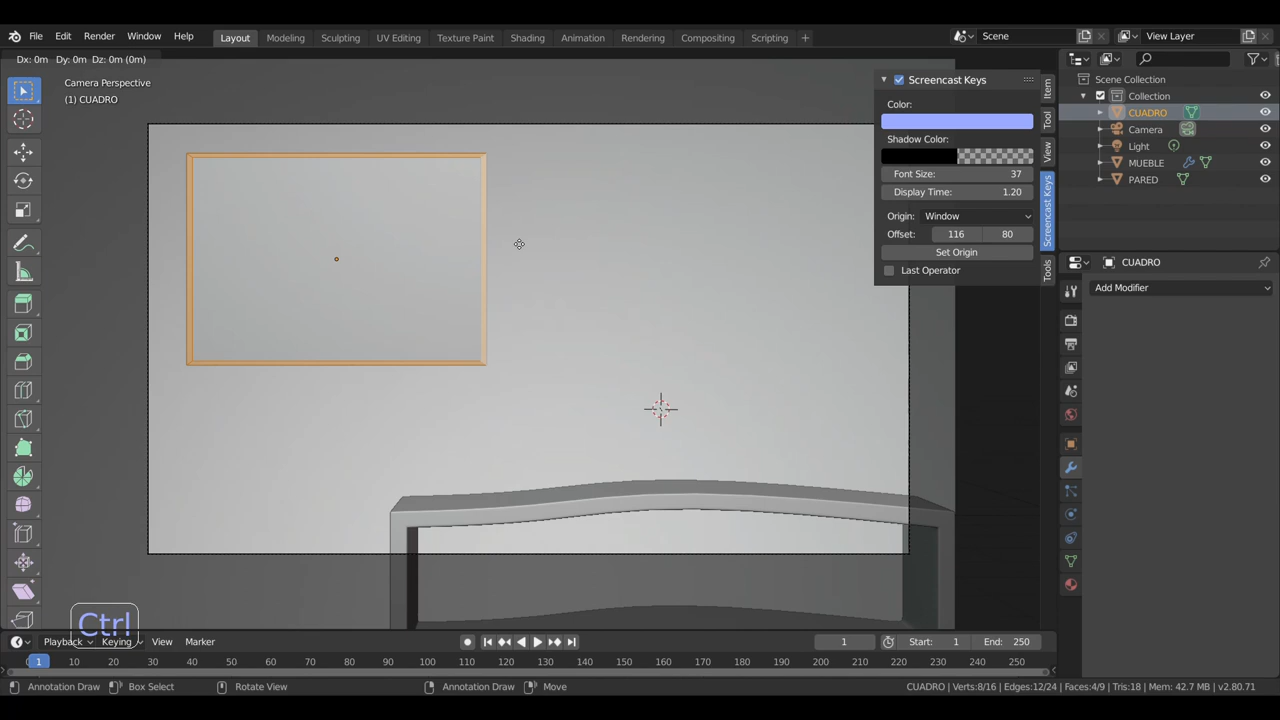 File Edit Render Window Help
Layout Modeling Sculpting UV Editing Texture Paint Shading Animation Rendering Compositing Scripting +
Scene
View Layer
Dx: 0m Dy: 0m Dz: 0m (0m)
Camera Perspective
(1) CUADRO
Screencast Keys
Color:
Shadow Color:
Font Size: 37
Display Time: 1.20
Origin: Window
Offset: 116 80
Set Origin
Last Operator
Item
Tool
View
Screencast Keys
Tools
Scene Collection
Collection
CUADRO
Camera
Light
MUEBLE
PARED
CUADRO
Add Modifier
Ctrl
Playback Keying View Marker
1
Start: 1
End: 250
1 10 20 30 40 50 60 70 80 90 100 110 120 130 140 150 160 170 180 190 200 210 220 230 240 250
Annotation Draw Box Select Rotate View Annotation Draw Move
CUADRO | Verts:8/16 | Edges:12/24 | Faces:4/9 | Tris:18 | Mem: 42.7 MB | v2.80.71